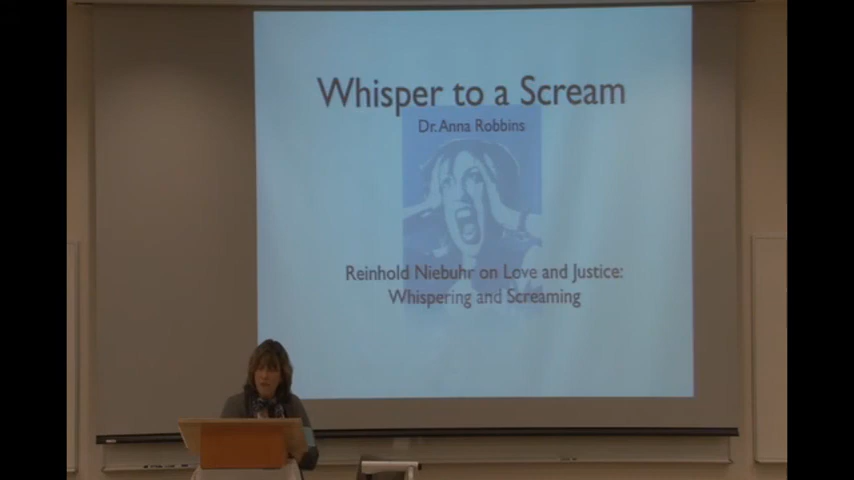 Whisper to a Scream
Dr. Anna Robbins
Reinhold Niebuhr on Love and Justice:
Whispering and Screaming